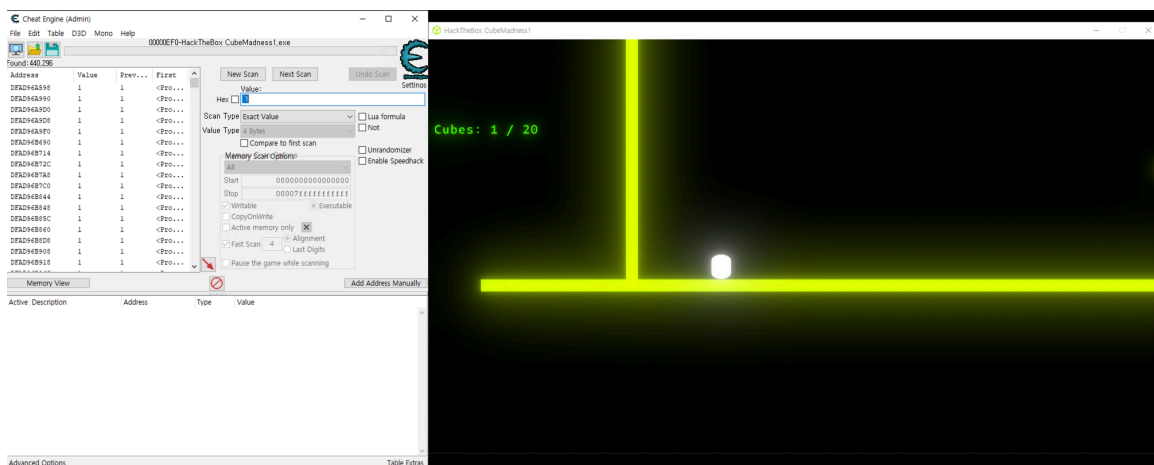 Cheat Engine (Admin)
File Edit Table D3D Mono Help
00000EF0-HackTheBox CubeMadness1.exe
Found: 440,296
Address Value Prev... First
DFAD96A598 1 1 <Pro...
DFAD96A990 1 1 <Pro...
DFAD96A9D0 1 1 <Pro...
DFAD96A9D8 1 1 <Pro...
DFAD96A9F0 1 1 <Pro...
DFAD96B690 1 1 <Pro...
DFAD96B714 1 1 <Pro...
DFAD96B72C 1 1 <Pro...
DFAD96B7A8 1 1 <Pro...
DFAD96B7C0 1 1 <Pro...
DFAD96B844 1 1 <Pro...
DFAD96B848 1 1 <Pro...
DFAD96B85C 1 1 <Pro...
DFAD96B860 1 1 <Pro...
DFAD96B8D8 1 1 <Pro...
DFAD96B908 1 1 <Pro...
DFAD96B918 1 1 <Pro...
New Scan Next Scan Undo Scan
Settings
Value:
Hex 1
Scan Type Exact Value
Lua formula
Value Type 4 Bytes
Not
Compare to first scan
Memory Scan Options
Unrandomizer
All
Enable Speedhack
Start 0000000000000000
Stop 00007fffffffffff
Writable Executable
CopyOnWrite
Active memory only
Fast Scan 4 Alignment
Last Digits
Pause the game while scanning
Memory View Add Address Manually
Active Description Address Type Value
Advanced Options Table Extras
HackTheBox CubeMadness1
Cubes: 1 / 20